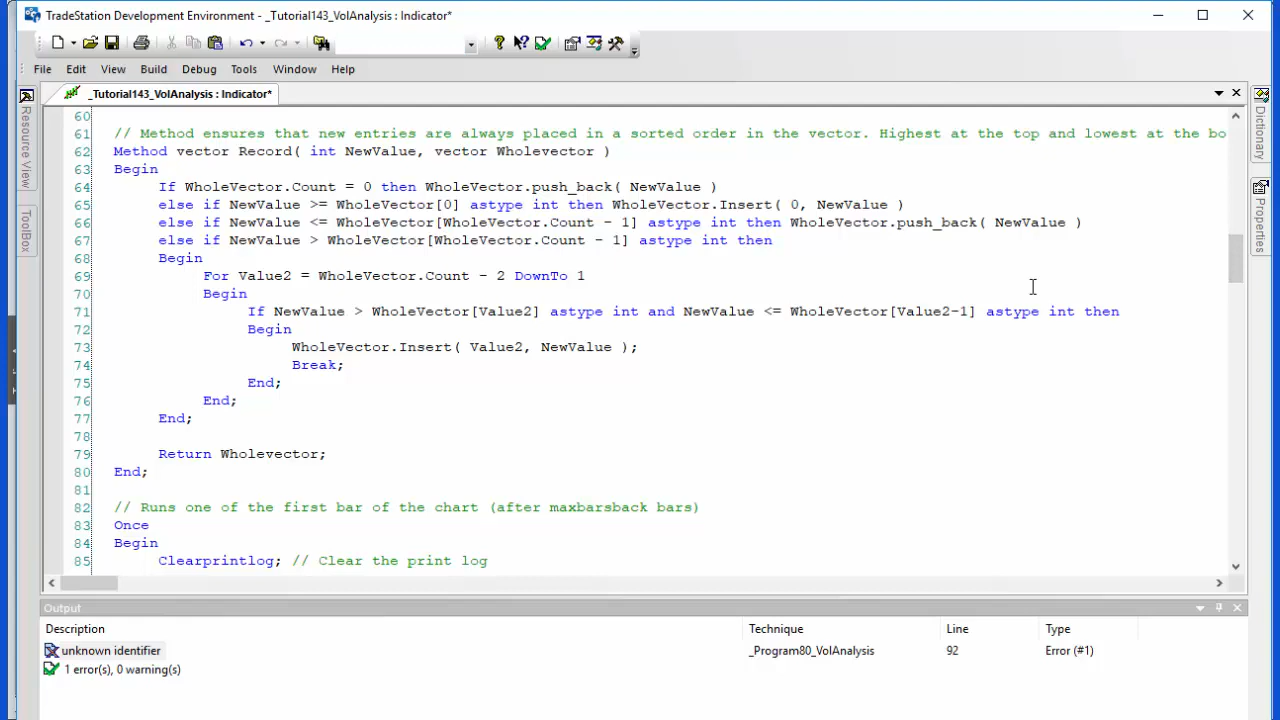 TradeStation Development Environment - _Tutorial143_VolAnalysis : Indicator*
File Edit View Build Debug Tools Window Help
_Tutorial143_VolAnalysis : Indicator*
Resource View
ToolBox
Dictionary
Properties
60
61 // Method ensures that new entries are always placed in a sorted order in the vector. Highest at the top and lowest at the bo
62 Method vector Record( int NewValue, vector Wholevector )
63 Begin
64 If WholeVector.Count = 0 then WholeVector.push_back( NewValue )
65 else if NewValue >= WholeVector[0] astype int then WholeVector.Insert( 0, NewValue )
66 else if NewValue <= WholeVector[WholeVector.Count - 1] astype int then WholeVector.push_back( NewValue )
67 else if NewValue > WholeVector[WholeVector.Count - 1] astype int then
68 Begin
69 For Value2 = WholeVector.Count - 2 DownTo 1
70 Begin
71 If NewValue > WholeVector[Value2] astype int and NewValue <= WholeVector[Value2-1] astype int then
72 Begin
73 WholeVector.Insert( Value2, NewValue );
74 Break;
75 End;
76 End;
77 End;
78
79 Return Wholevector;
80 End;
81
82 // Runs one of the first bar of the chart (after maxbarsback bars)
83 Once
84 Begin
85 Clearprintlog; // Clear the print log
Output
Description Technique Line Type
unknown identifier _Program80_VolAnalysis 92 Error (#1)
1 error(s), 0 warning(s)